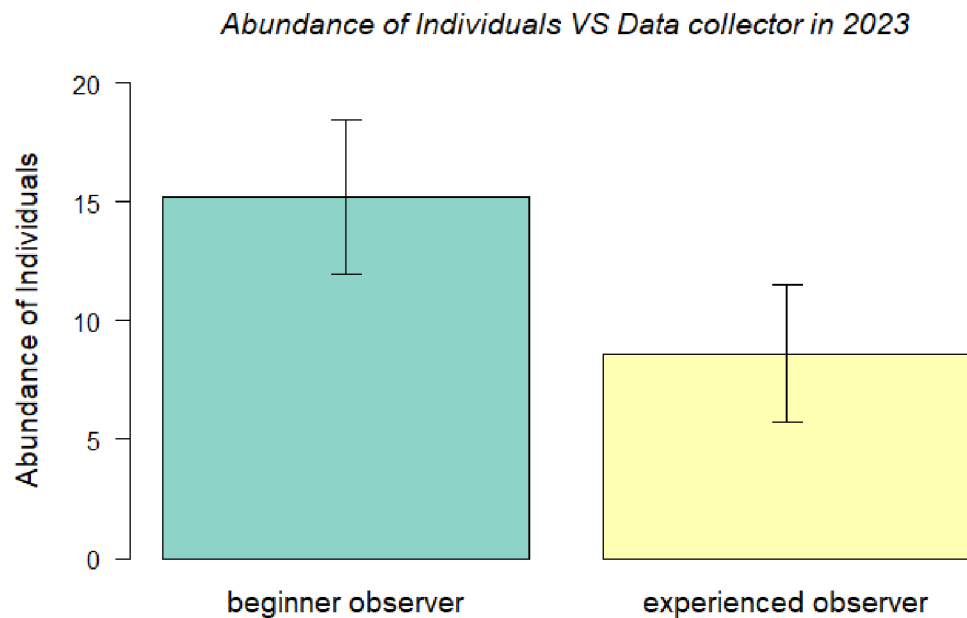 Abundance of Individuals VS Data collector in 2023
Abundance of Individuals
20
15
10
5
0
beginner observer
experienced observer